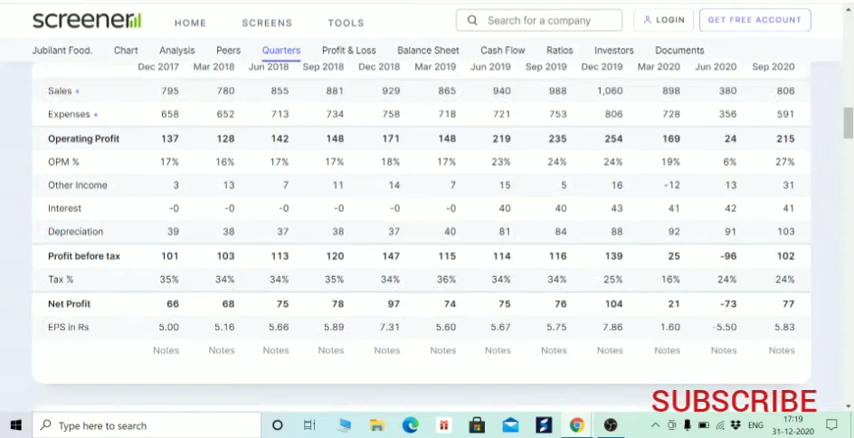 screener
HOME SCREENS TOOLS
Search for a company
LOGIN
GET FREE ACCOUNT
Jubilant Food. Chart Analysis Peers Quarters Profit & Loss Balance Sheet Cash Flow Ratios Investors Documents
Dec 2017 Mar 2018 Jun 2018 Sep 2018 Dec 2018 Mar 2019 Jun 2019 Sep 2019 Dec 2019 Mar 2020 Jun 2020 Sep 2020
Sales + 795 780 855 881 929 865 940 988 1,060 898 380 806
Expenses + 658 652 713 734 758 718 721 753 806 728 356 591
Operating Profit 137 128 142 148 171 148 219 235 254 169 24 215
OPM % 17% 16% 17% 17% 18% 17% 23% 24% 24% 19% 6% 27%
Other Income 3 13 7 11 14 7 15 5 16 -12 13 31
Interest -0 -0 -0 -0 -0 -0 40 40 43 41 42 41
Depreciation 39 38 37 38 37 40 81 84 88 92 91 103
Profit before tax 101 103 113 120 147 115 114 116 139 25 -96 102
Tax % 35% 34% 34% 35% 34% 36% 34% 34% 25% 16% 24% 24%
Net Profit 66 68 75 78 97 74 75 76 104 21 -73 77
EPS in Rs 5.00 5.16 5.66 5.89 7.31 5.60 5.67 5.75 7.86 1.60 -5.50 5.83
Notes Notes Notes Notes Notes Notes Notes Notes Notes Notes Notes Notes
SUBSCRIBE
Type here to search
ENG
17:19
31-12-2020